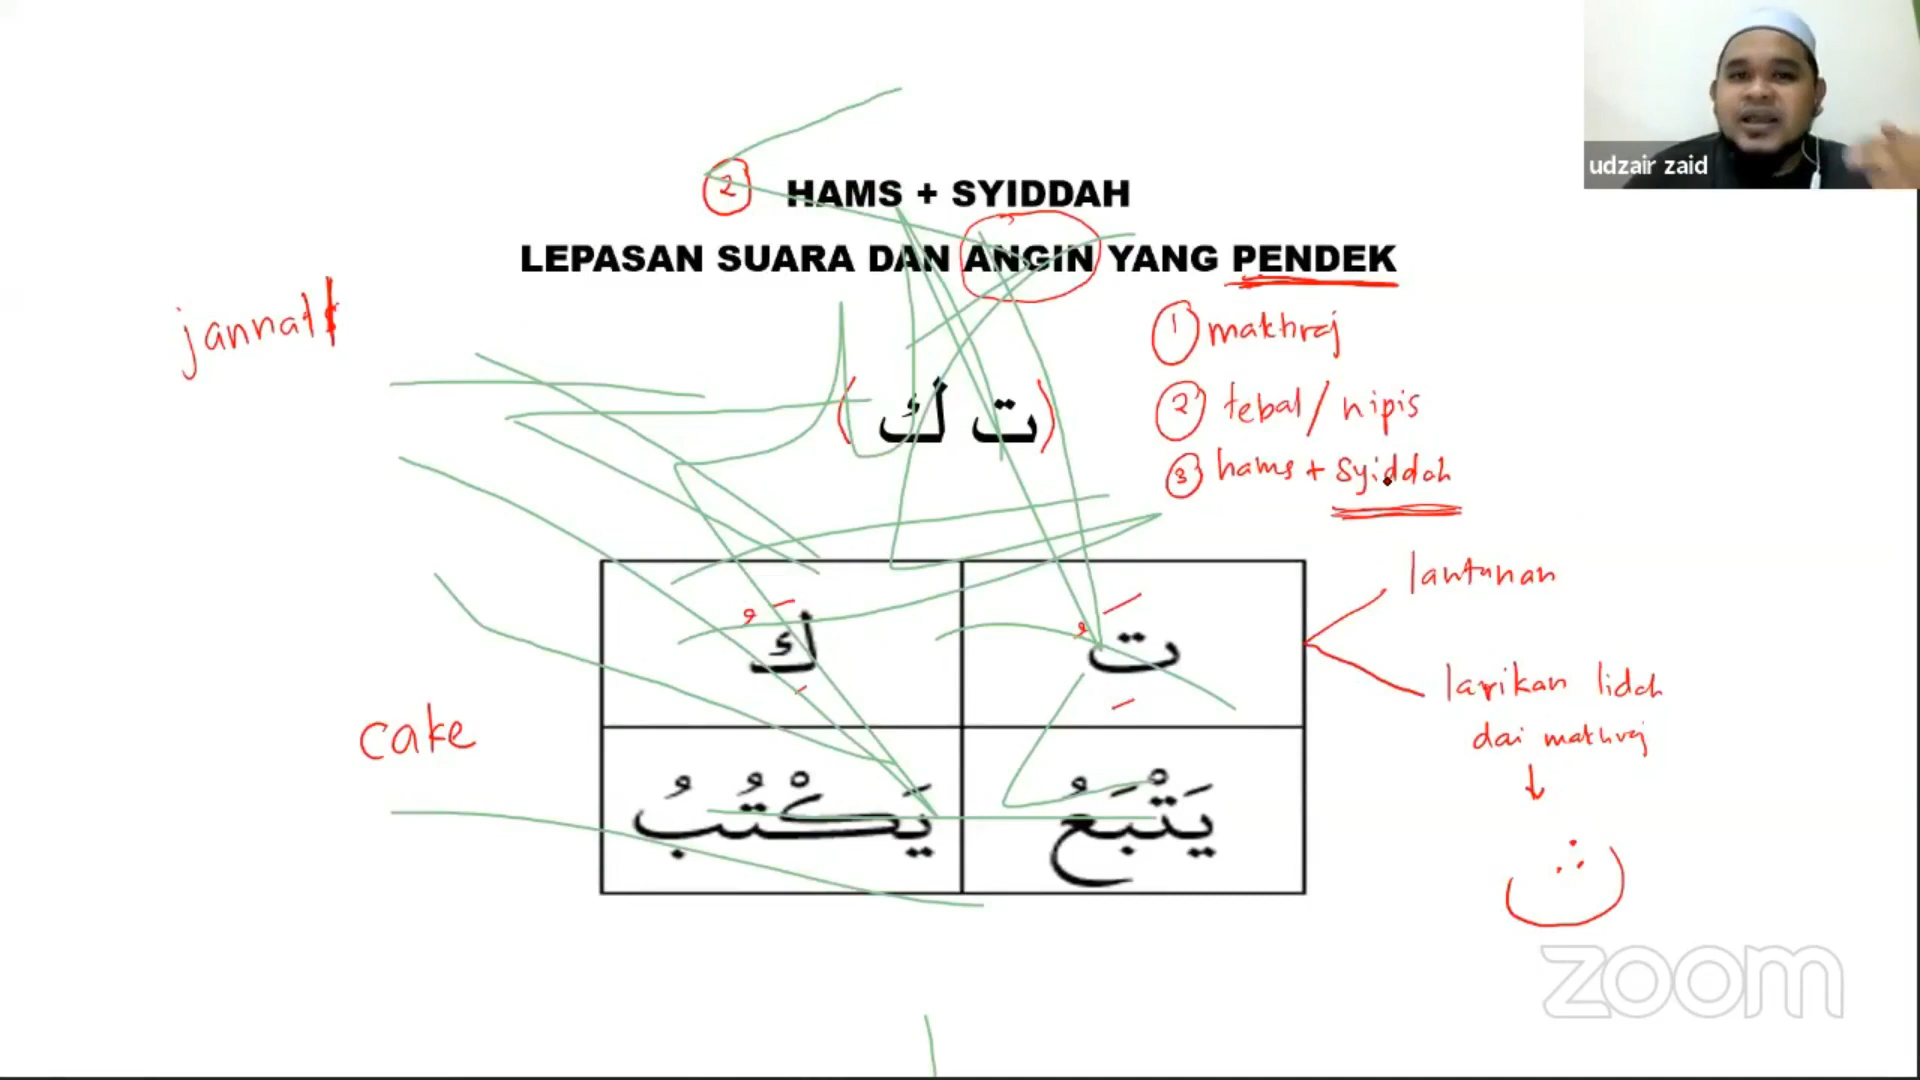 udzair zaid
2 HAMS + SYIDDAH
LEPASAN SUARA DAN ANGIN YANG PENDEK
jannat
1 makhraj
(ت ك)
2 tebal / nipis
3 hams + syiddah
lantunan
ت ك
larikan lidah
dari makhraj
cake
يَتْبَعُ يَكْتُبُ
ث
zoom